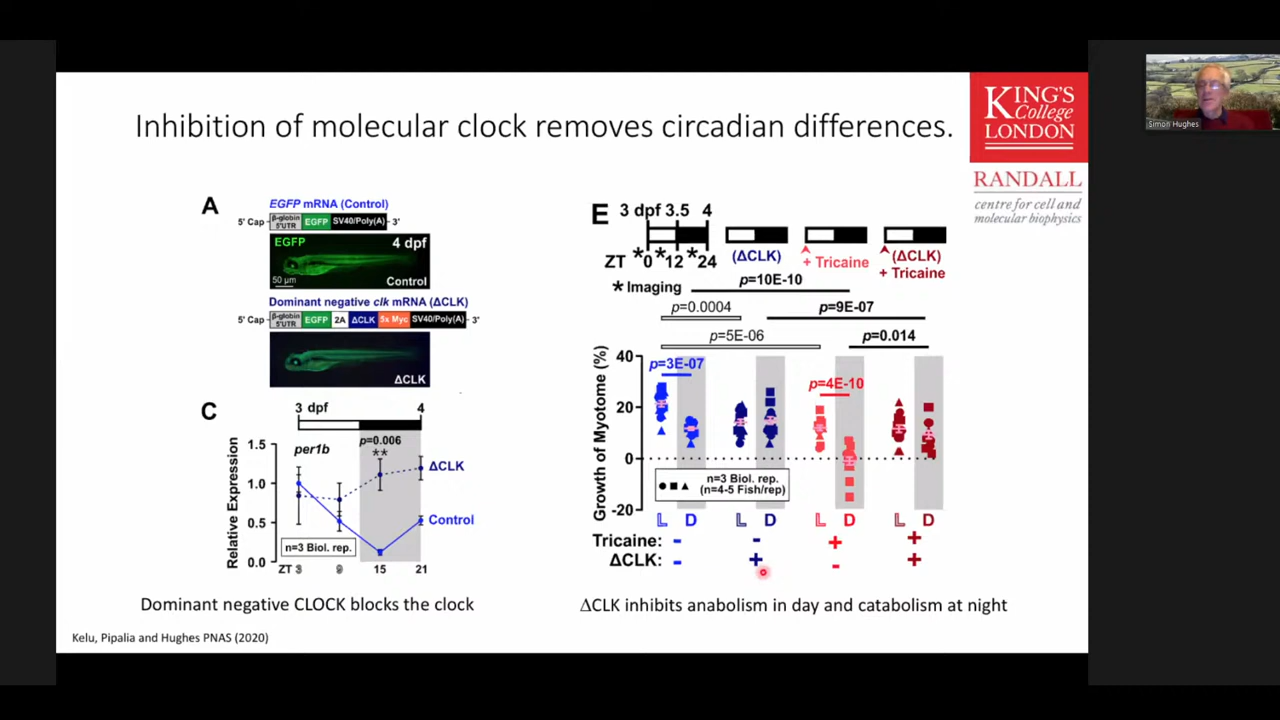 Inhibition of molecular clock removes circadian differences.
KING'S
College
LONDON
RANDALL
centre for cell and
molecular biophysics
Simon Hughes
A
EGFP mRNA (Control)
5' Cap
β-globin
5'UTR
EGFP
SV40/Poly(A)
3'
EGFP
4 dpf
50 μm
Control
Dominant negative clk mRNA (ΔCLK)
5' Cap
β-globin
5'UTR
EGFP
2A
ΔCLK
5x Myc
SV40/Poly(A)
3'
ΔCLK
C
3 dpf
4
per1b
p=0.006
**
ΔCLK
Control
Relative Expression
1.5
1.0
0.5
0.0
n=3 Biol. rep.
ZT 3 9 15 21
Dominant negative CLOCK blocks the clock
E
3 dpf 3.5 4
ZT *0 *12 *24
* Imaging
(ΔCLK)
+ Tricaine
(ΔCLK)
+ Tricaine
p=10E-10
p=0.0004
p=9E-07
p=5E-06
p=0.014
p=3E-07
p=4E-10
Growth of Myotome (%)
40
20
0
-20
n=3 Biol. rep.
(n=4-5 Fish/rep)
L D L D L D L D
Tricaine: - - + +
ΔCLK: - + - +
ΔCLK inhibits anabolism in day and catabolism at night
Kelu, Pipalia and Hughes PNAS (2020)